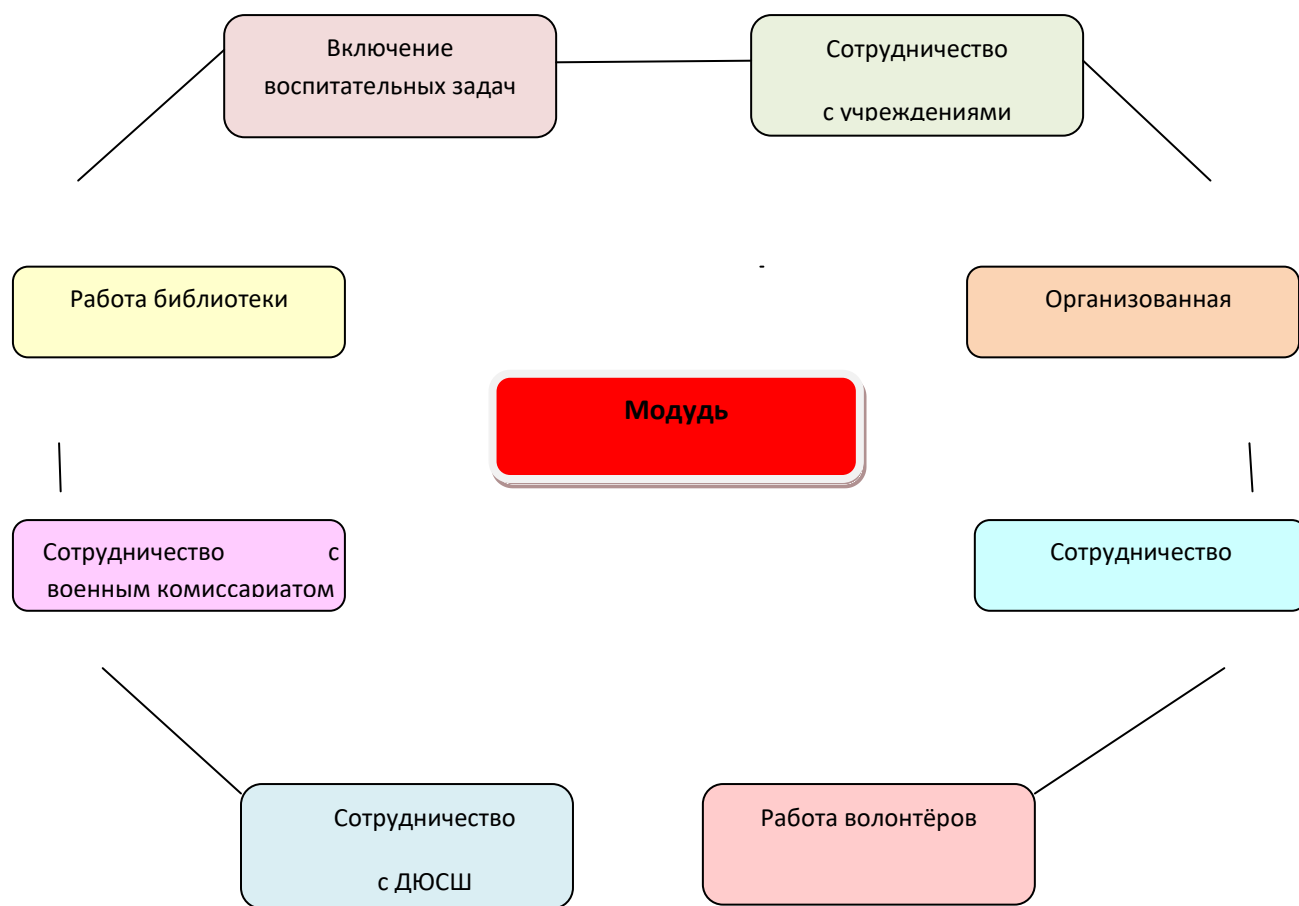 Включение
воспитательных задач
Сотрудничество
с учреждениями
Работа библиотеки
-
Организованная
Модудь
Сотрудничество с
военным комиссариатом
Сотрудничество
Сотрудничество
с ДЮСШ
Работа волонтёров